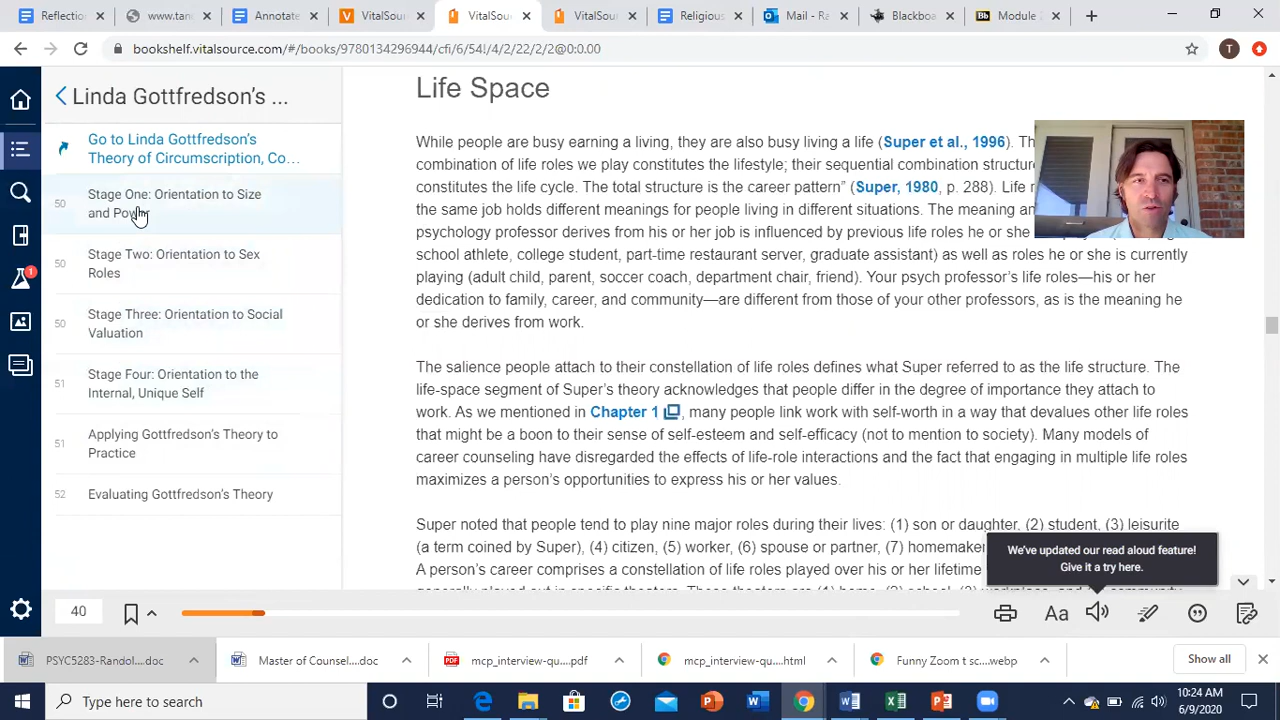 Reflection
www.tam
Annotate
VitalSour
VitalSour
VitalSour
Religious
Mail - Ra
Blackboa
Module 2
bookshelf.vitalsource.com/#/books/9780134296944/cfi/6/54!/4/2/22/2/2@0:0.00
T
Linda Gottfredson's ...
Go to Linda Gottfredson's
Theory of Circumscription, Co...
50
Stage One: Orientation to Size
and Pow
50
Stage Two: Orientation to Sex
Roles
50
Stage Three: Orientation to Social
Valuation
51
Stage Four: Orientation to the
Internal, Unique Self
51
Applying Gottfredson's Theory to
Practice
52
Evaluating Gottfredson's Theory
1
Life Space
While people are busy earning a living, they are also busy living a life (Super et al., 1996). Th
combination of life roles we play constitutes the lifestyle; their sequential combination structure
constitutes the life cycle. The total structure is the career pattern" (Super, 1980, p. 288). Life r
the same job holds different meanings for people living in different situations. The meaning an
psychology professor derives from his or her job is influenced by previous life roles he or she
school athlete, college student, part-time restaurant server, graduate assistant) as well as roles he or she is currently
playing (adult child, parent, soccer coach, department chair, friend). Your psych professor's life roles—his or her
dedication to family, career, and community—are different from those of your other professors, as is the meaning he
or she derives from work.
The salience people attach to their constellation of life roles defines what Super referred to as the life structure. The
life-space segment of Super's theory acknowledges that people differ in the degree of importance they attach to
work. As we mentioned in Chapter 1, many people link work with self-worth in a way that devalues other life roles
that might be a boon to their sense of self-esteem and self-efficacy (not to mention to society). Many models of
career counseling have disregarded the effects of life-role interactions and the fact that engaging in multiple life roles
maximizes a person's opportunities to express his or her values.
Super noted that people tend to play nine major roles during their lives: (1) son or daughter, (2) student, (3) leisurite
(a term coined by Super), (4) citizen, (5) worker, (6) spouse or partner, (7) homemake
A person's career comprises a constellation of life roles played over his or her lifetime
We've updated our read aloud feature!
Give it a try here.
40
Aa
PSYC5283-Randol....doc
Master of Counsel....doc
mcp_interview-qu....pdf
mcp_interview-qu....html
Funny Zoom t sc....webp
Show all
Type here to search
10:24 AM
6/9/2020